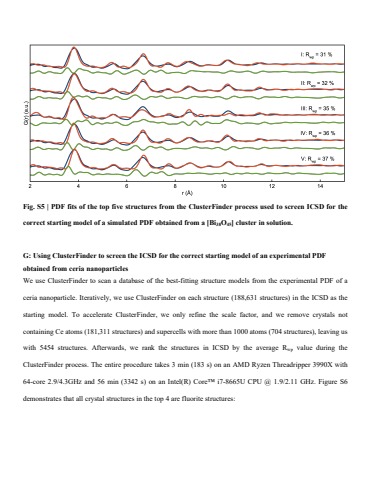 I: Rwp = 31 %
II: Rwp = 32 %
III: Rwp = 35 %
IV: Rwp = 36 %
V: Rwp = 37 %
G(r) (a.u.)
2 4 6 8 10 12 14
r (Å)
Fig. S5 | PDF fits of the top five structures from the ClusterFinder process used to screen ICSD for the
correct starting model of a simulated PDF obtained from a [Bi38O45] cluster in solution.
G: Using ClusterFinder to screen the ICSD for the correct starting model of an experimental PDF
obtained from ceria nanoparticles
We use ClusterFinder to scan a database of the best-fitting structure models from the experimental PDF of a
ceria nanoparticle. Iteratively, we use ClusterFinder on each structure (188,631 structures) in the ICSD as the
starting model. To accelerate ClusterFinder, we only refine the scale factor, and we remove crystals not
containing Ce atoms (181,311 structures) and supercells with more than 1000 atoms (704 structures), leaving us
with 5454 structures. Afterwards, we rank the structures in ICSD by the average Rwp value during the
ClusterFinder process. The entire procedure takes 3 min (183 s) on an AMD Ryzen Threadripper 3990X with
64-core 2.9/4.3GHz and 56 min (3342 s) on an Intel(R) Core™ i7-8665U CPU @ 1.9/2.11 GHz. Figure S6
demonstrates that all crystal structures in the top 4 are fluorite structures: